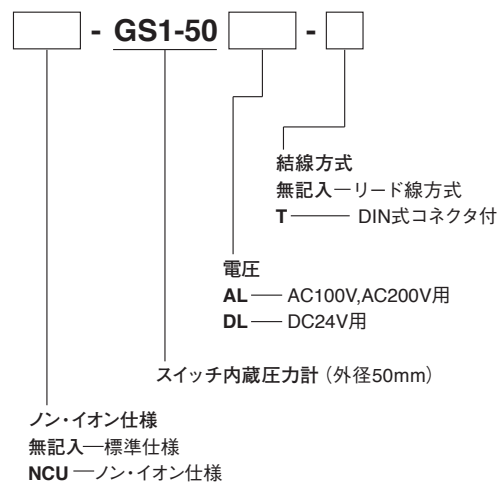 - GS1-50 -
結線方式
無記入―リード線方式
T――― DIN式コネクタ付
電圧
AL―― AC100V,AC200V用
DL―― DC24V用
スイッチ内蔵圧力計（外径50mm）
ノン・イオン仕様
無記入―標準仕様
NCU―ノン・イオン仕様